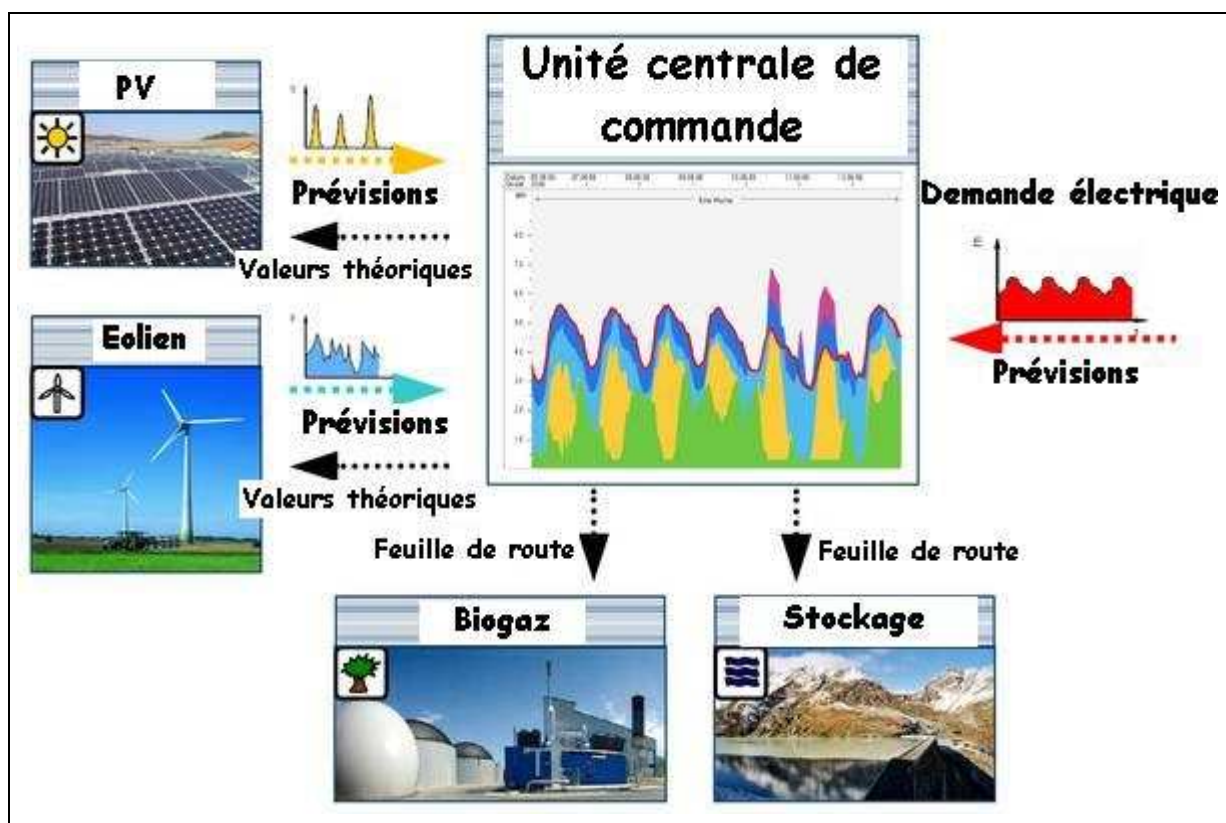 PV
Unité centrale de
commande
Prévisions
Valeurs théoriques
Demande électrique
Prévisions
Eolien
Prévisions
Valeurs théoriques
Feuille de route
Feuille de route
Biogaz
Stockage